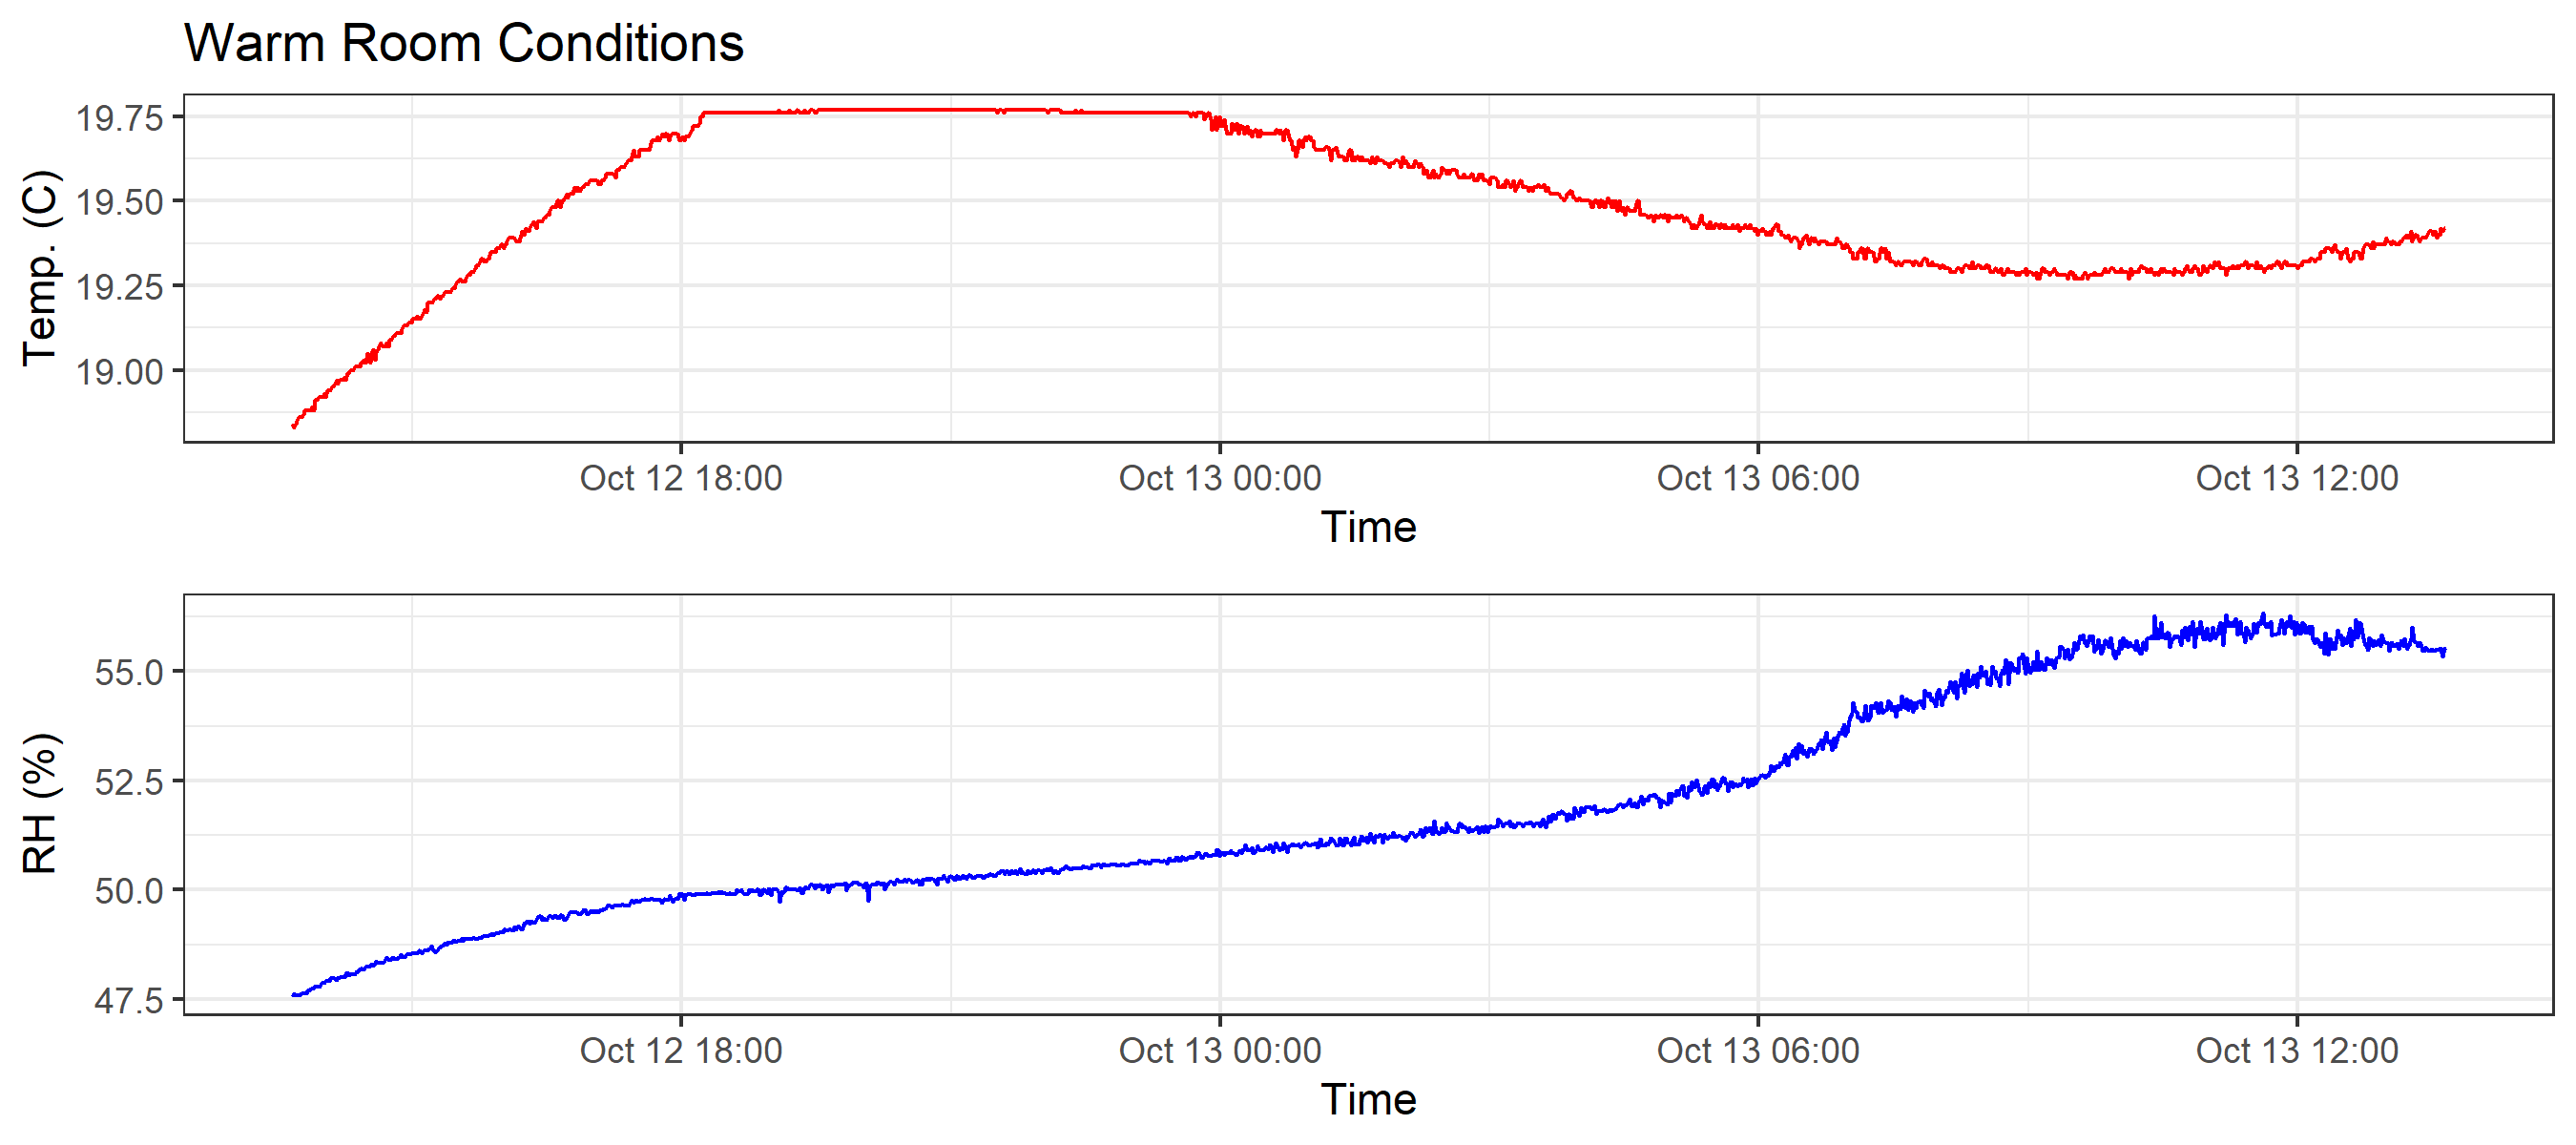 Warm Room Conditions
Temp. (C)
19.75
19.50
19.25
19.00
Oct 12 18:00 Oct 13 00:00 Oct 13 06:00 Oct 13 12:00
Time
RH (%)
55.0
52.5
50.0
47.5
Oct 12 18:00 Oct 13 00:00 Oct 13 06:00 Oct 13 12:00
Time